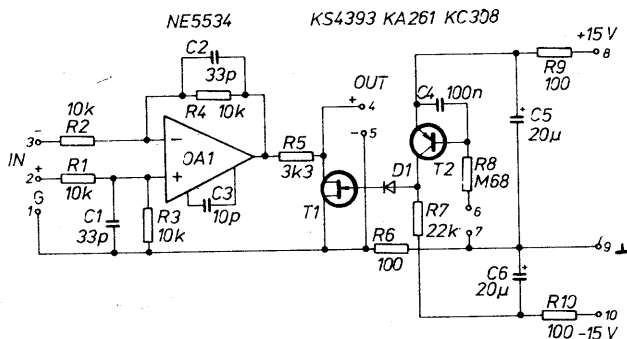 NE5534
KS4393 KA261 KC308
+15V
8
R9
100
C2
33p
R4
10k
OUT
+
4
-
5
C4
100n
C5
20µ
+
10k
R2
-
3
IN
+
2
R1
10k
G
1
-
+
OA1
R5
3k3
D1
T2
R8
M68
6
7
C1
33p
R3
10k
C3
10p
T1
R6
100
R7
22k
9
⊥
C6
20µ
+
R10
100
10
-15V